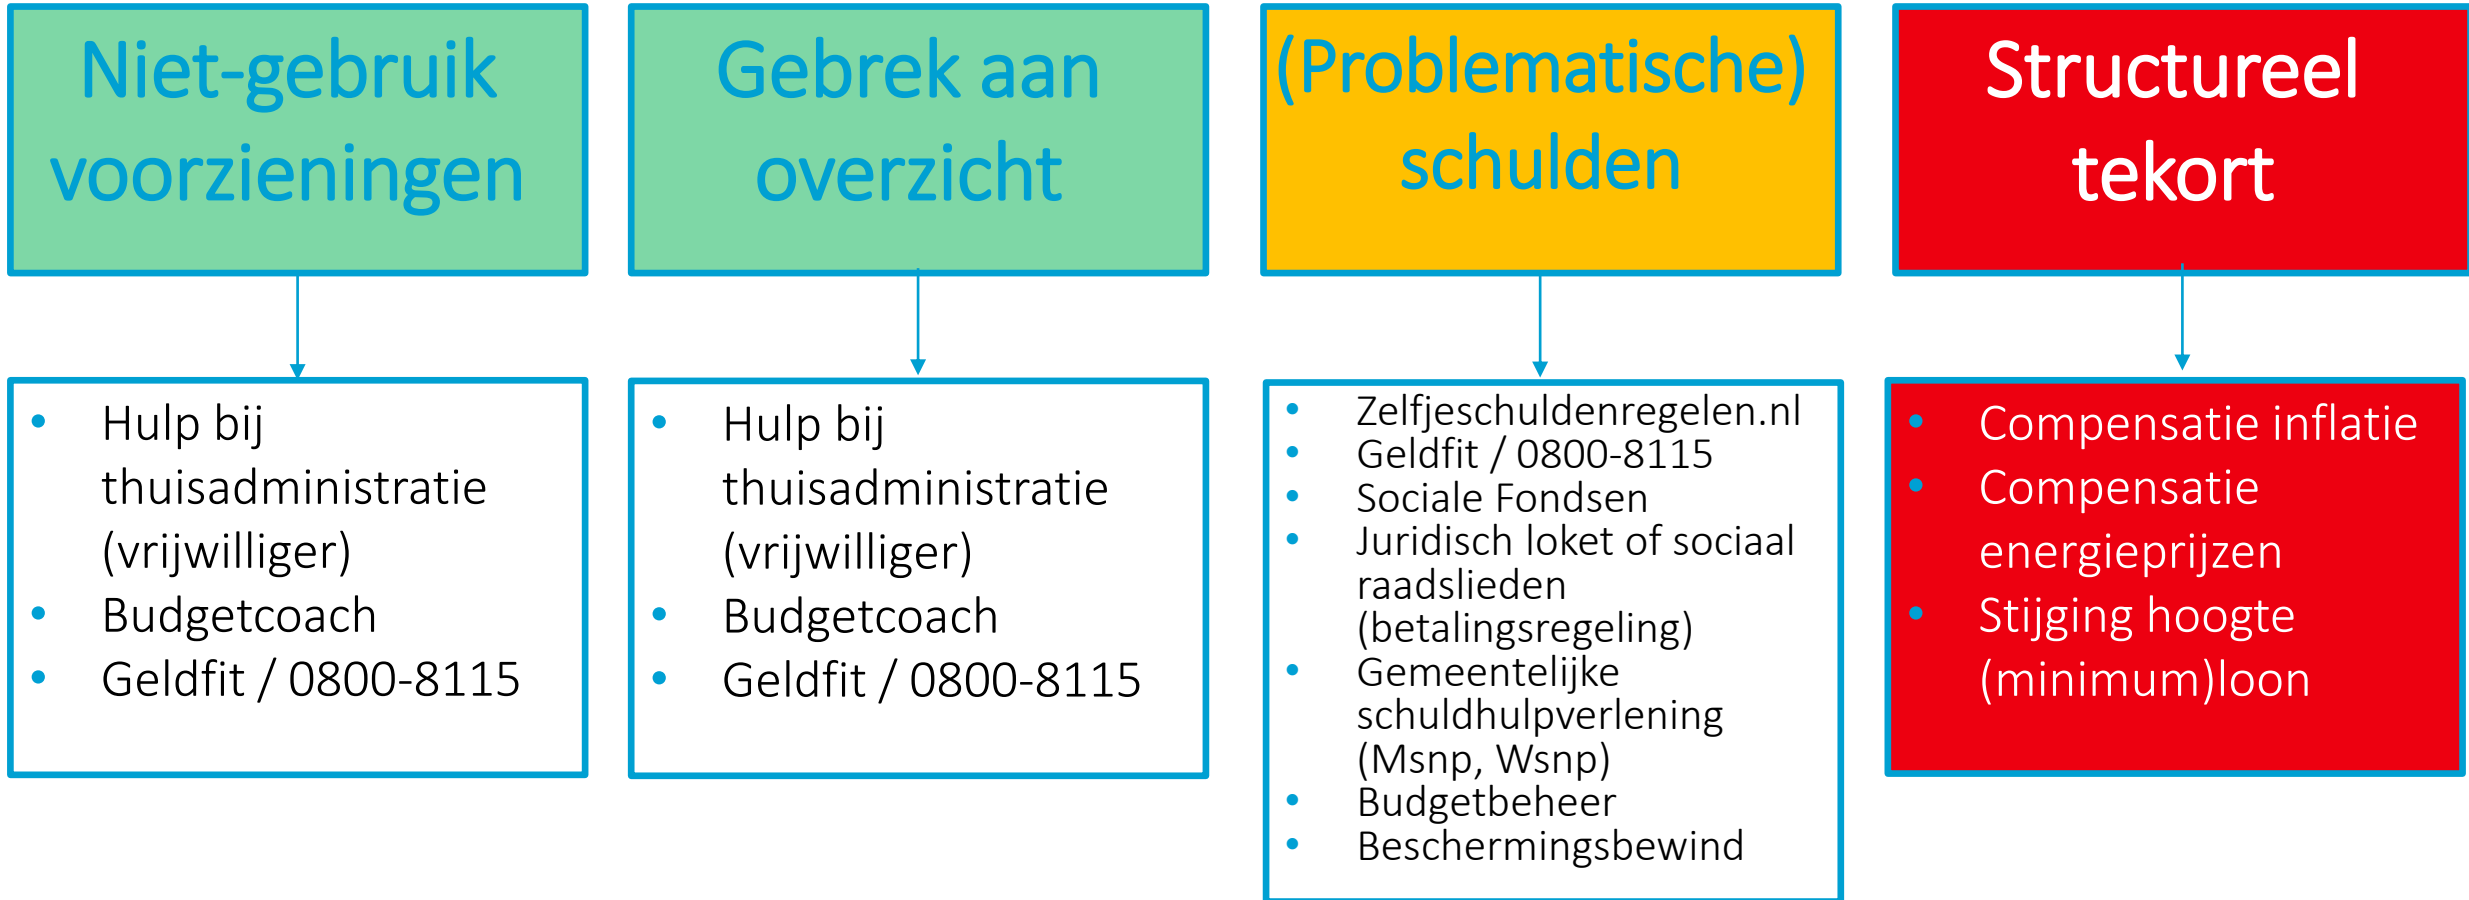 Niet-gebruik
voorzieningen
Hulp bij
thuisadministratie
(vrijwilliger)
Budgetcoach
Geldfit / 0800-8115
Gebrek aan
overzicht
Hulp bij
thuisadministratie
(vrijwilliger)
Budgetcoach
Geldfit / 0800-8115
(Problematische)
schulden
Zelfjeschuldenregelen.nl
Geldfit / 0800-8115
Sociale Fondsen
Juridisch loket of sociaal
raadslieden
(betalingsregeling)
Gemeentelijke
schuldhulpverlening
(Msnp, Wsnp)
Budgetbeheer
Beschermingsbewind
Structureel
tekort
Compensatie inflatie
Compensatie
energieprijzen
Stijging hoogte
(minimum)loon